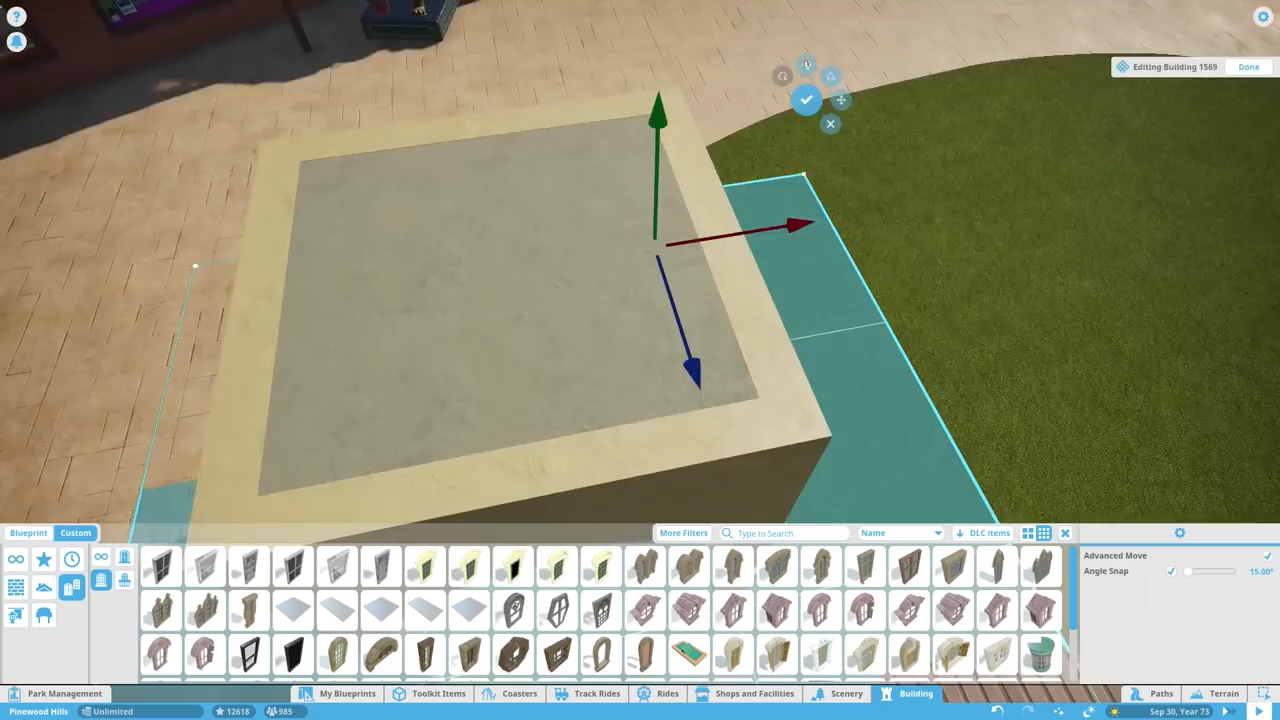 ?
Editing Building 1569 Done
Blueprint Custom More Filters Type to Search Name DLC items
Advanced Move
Angle Snap 15.00°
Park Management My Blueprints Toolkit Items Coasters Track Rides Rides Shops and Facilities Scenery Building Paths Terrain
Pinewood Hills Unlimited 12618 985 Sep 30, Year 73